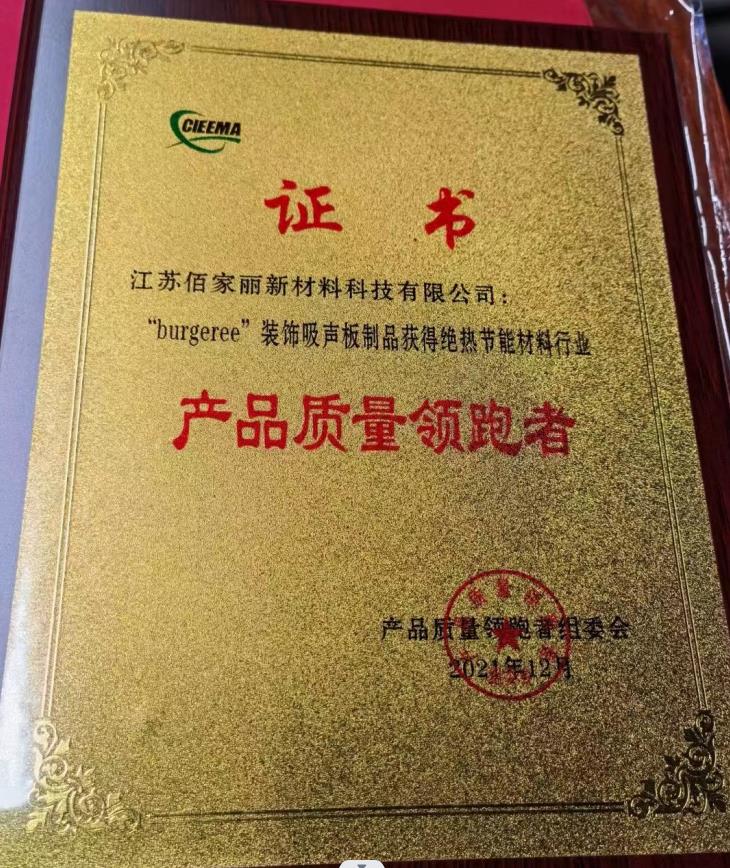 CIEEMA
证书
江苏佰家丽新材料科技有限公司：
“burgeree”装饰吸声板制品获得绝热节能材料行业
产品质量领跑者
产品质量领跑者组委会
2021年12月